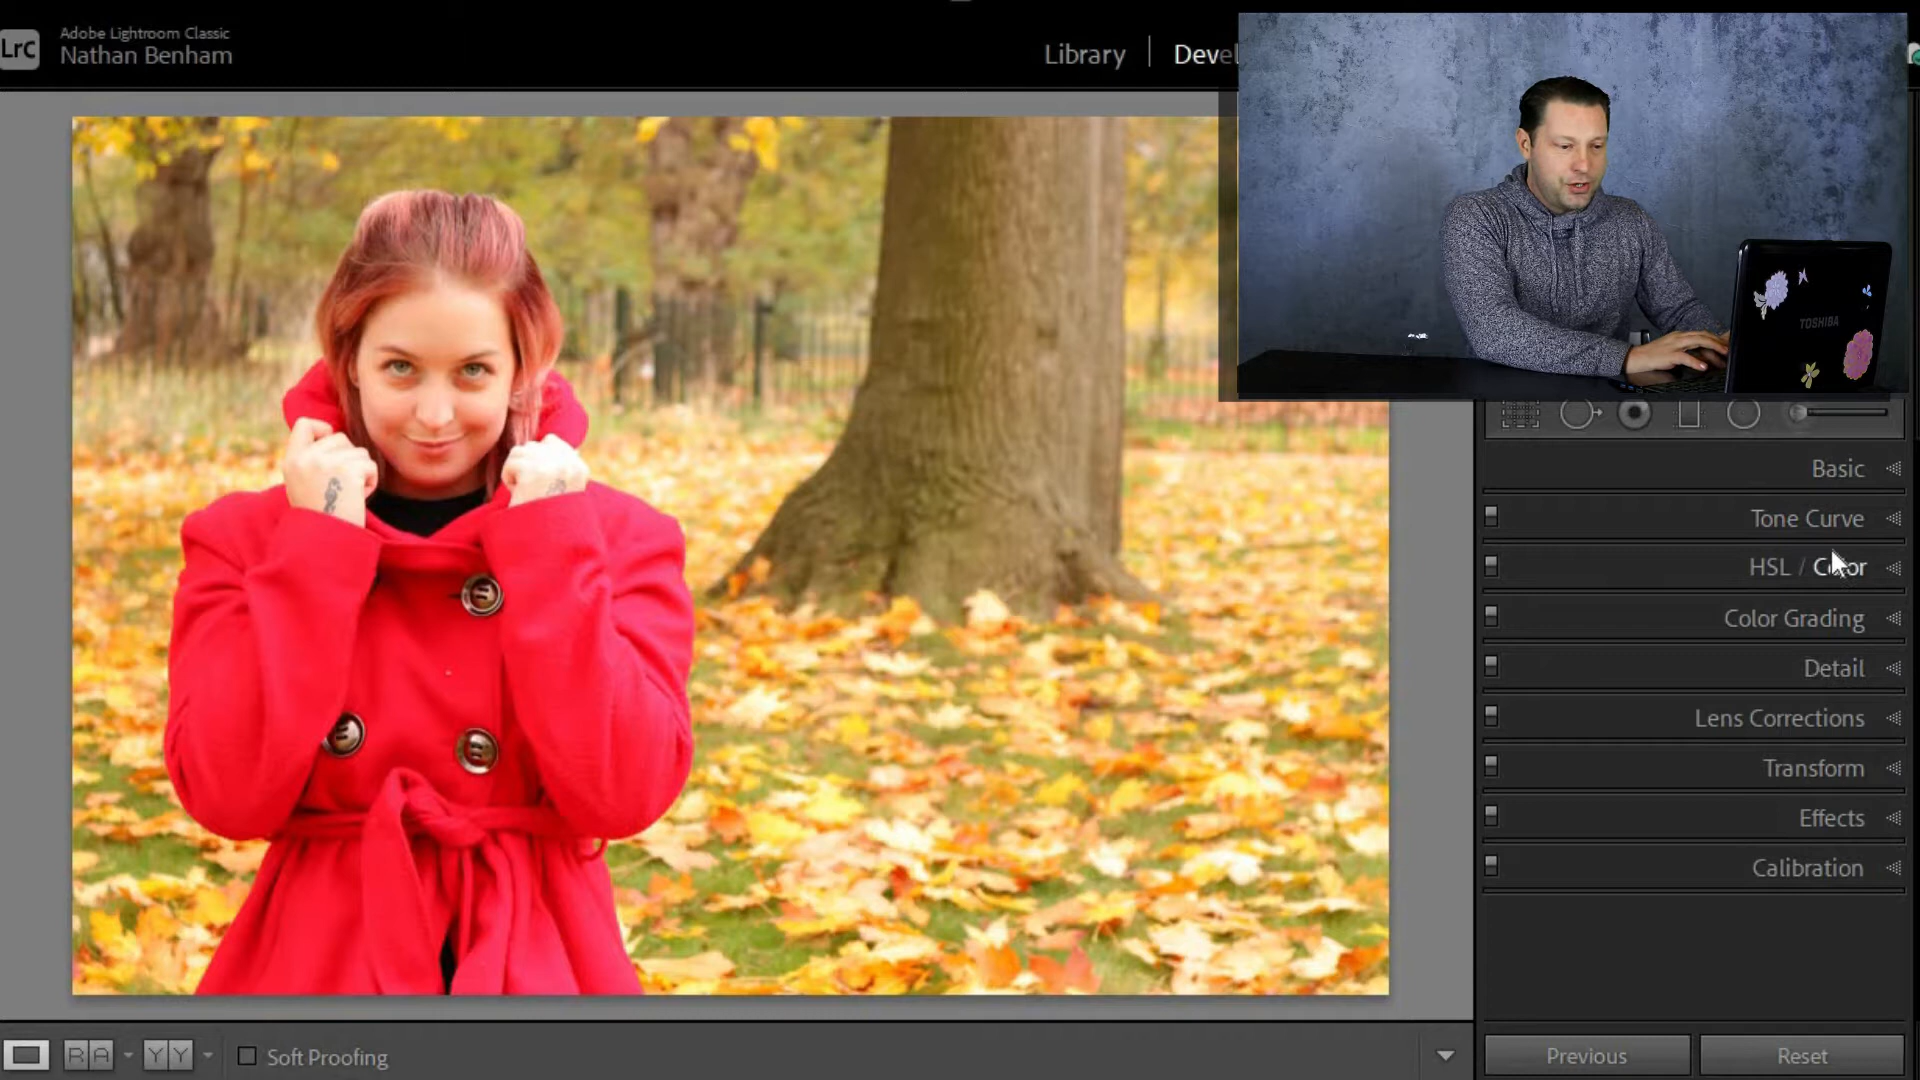 LrC
Adobe Lightroom Classic
Nathan Benham
Library
Devel
TOSHIBA
Basic
Tone Curve
HSL / Color
Color Grading
Detail
Lens Corrections
Transform
Effects
Calibration
R A
Y Y
Soft Proofing
Previous
Reset